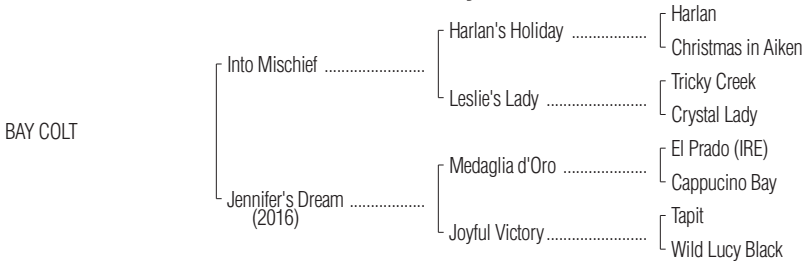 Harlan
Harlan's Holiday ....................
Christmas in Aiken
Into Mischief ..........................
Tricky Creek
Leslie's Lady ..........................
Crystal Lady
BAY COLT
El Prado (IRE)
Medaglia d'Oro ......................
Cappucino Bay
Jennifer's Dream ...................
(2016)
Tapit
Joyful Victory..........................
Wild Lucy Black